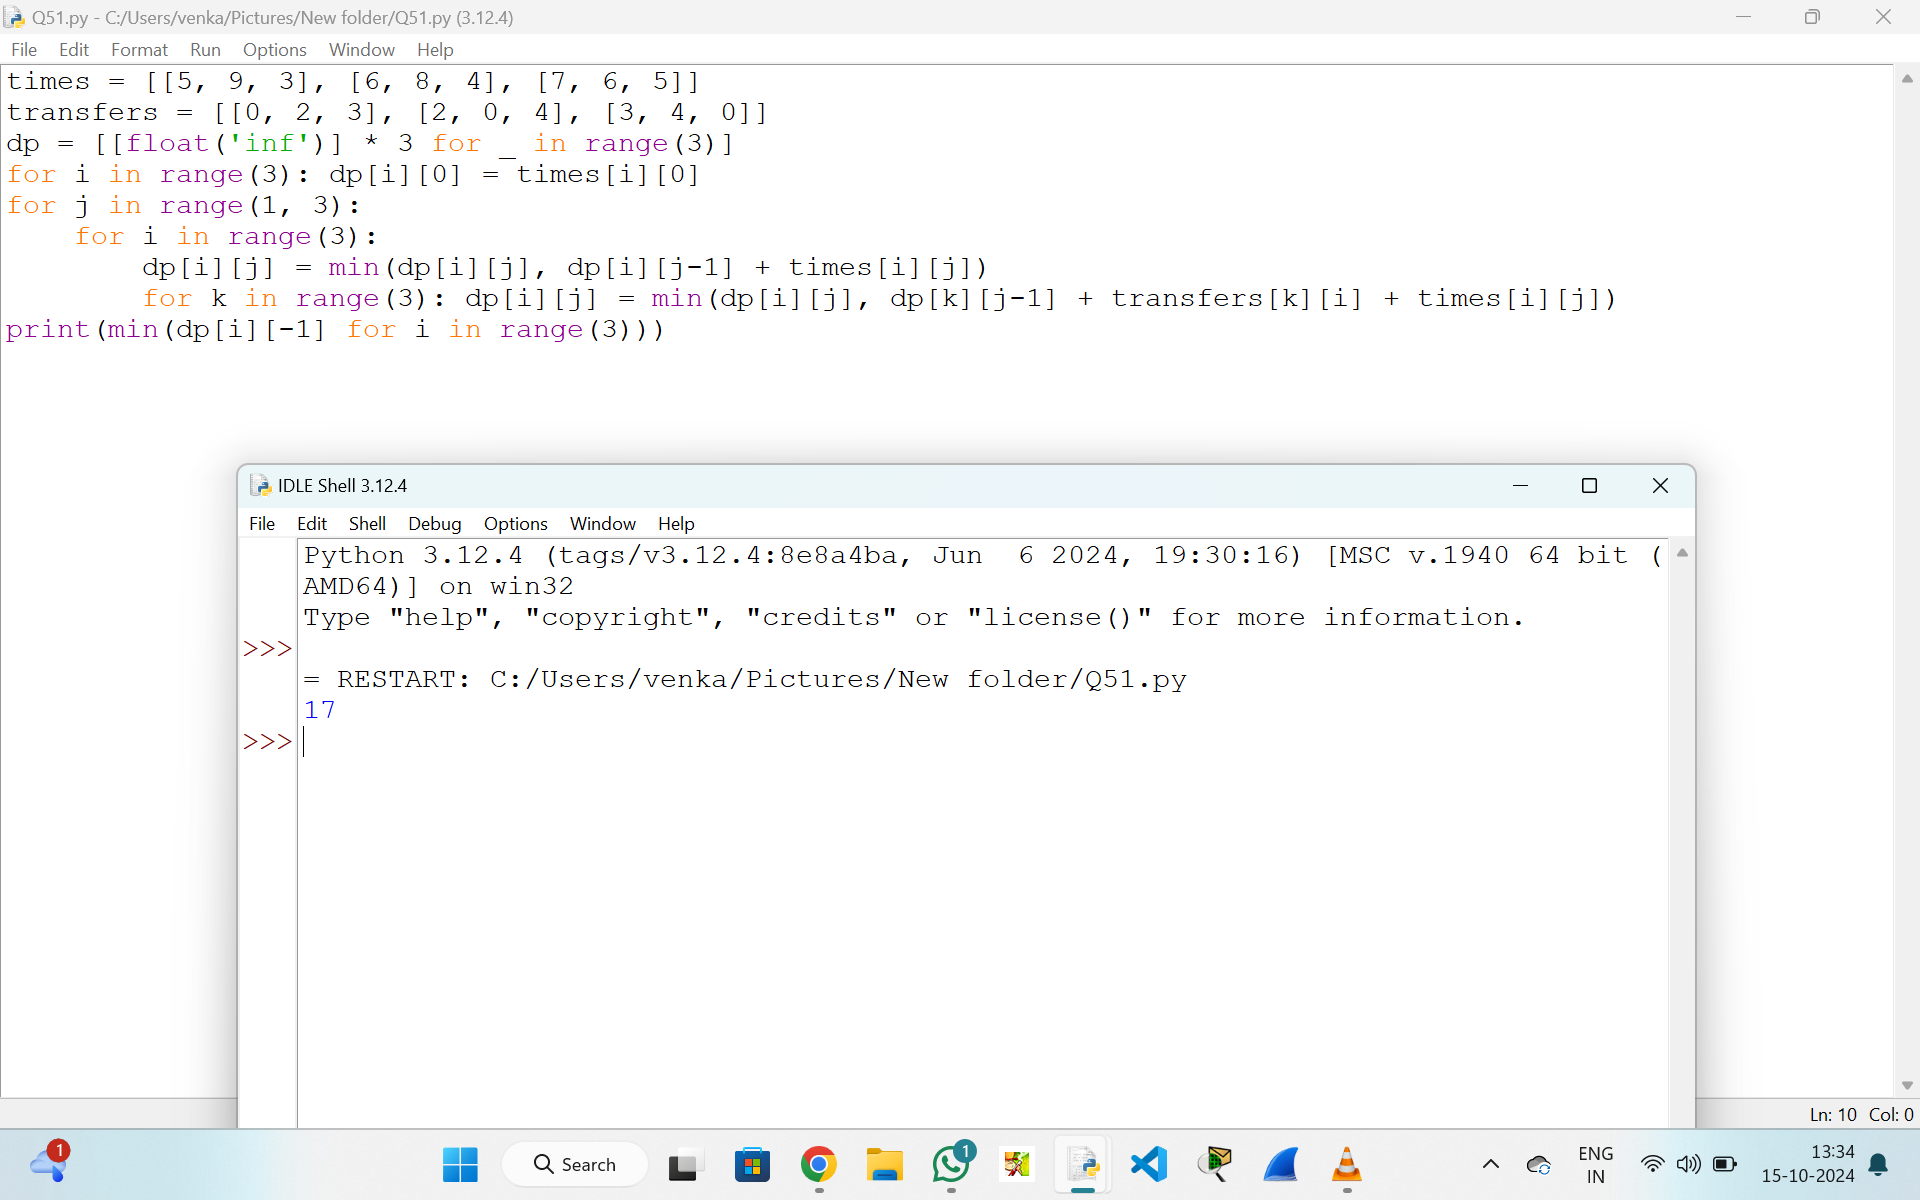 Q51.py - C:/Users/venka/Pictures/New folder/Q51.py (3.12.4)
File Edit Format Run Options Window Help
times = [[5, 9, 3], [6, 8, 4], [7, 6, 5]]
transfers = [[0, 2, 3], [2, 0, 4], [3, 4, 0]]
dp = [[float('inf')] * 3 for _ in range(3)]
for i in range(3): dp[i][0] = times[i][0]
for j in range(1, 3):
    for i in range(3):
        dp[i][j] = min(dp[i][j], dp[i][j-1] + times[i][j])
        for k in range(3): dp[i][j] = min(dp[i][j], dp[k][j-1] + transfers[k][i] + times[i][j])
print(min(dp[i][-1] for i in range(3)))
IDLE Shell 3.12.4
File Edit Shell Debug Options Window Help
Python 3.12.4 (tags/v3.12.4:8e8a4ba, Jun  6 2024, 19:30:16) [MSC v.1940 64 bit (
AMD64)] on win32
Type "help", "copyright", "credits" or "license()" for more information.
>>>
= RESTART: C:/Users/venka/Pictures/New folder/Q51.py
17
>>>
Ln: 10 Col: 0
1
Search
1
ENG
IN
13:34
15-10-2024